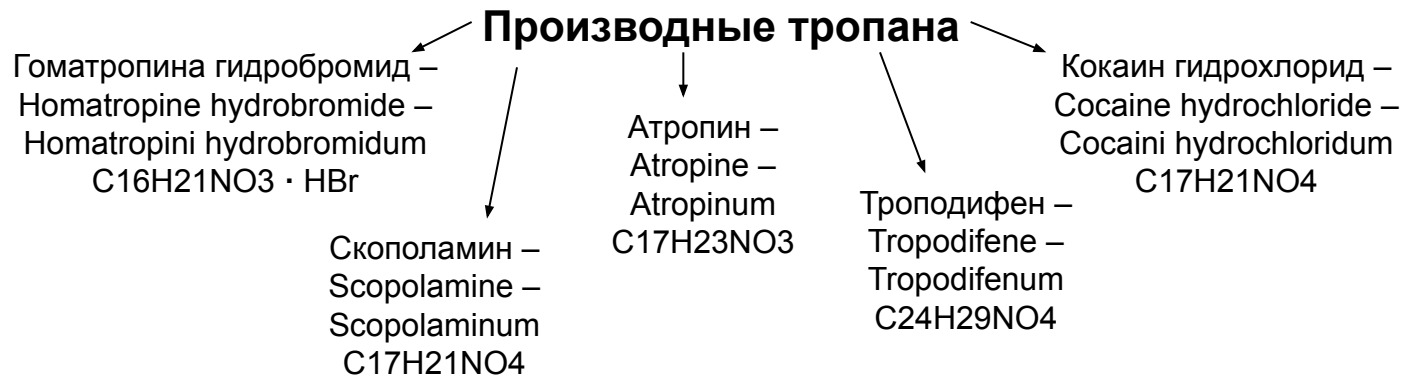 Производные тропана
Гоматропина гидробромид –
Homatropine hydrobromide –
Homatropini hydrobromidum
C16H21NO3 · HBr
Скополамин –
Scopolamine –
Scopolaminum
C17H21NO4
Атропин –
Atropine –
Atropinum
C17H23NO3
Троподифен –
Tropodifene –
Tropodifenum
C24H29NO4
Кокаин гидрохлорид –
Cocaine hydrochloride –
Cocaini hydrochloridum
C17H21NO4